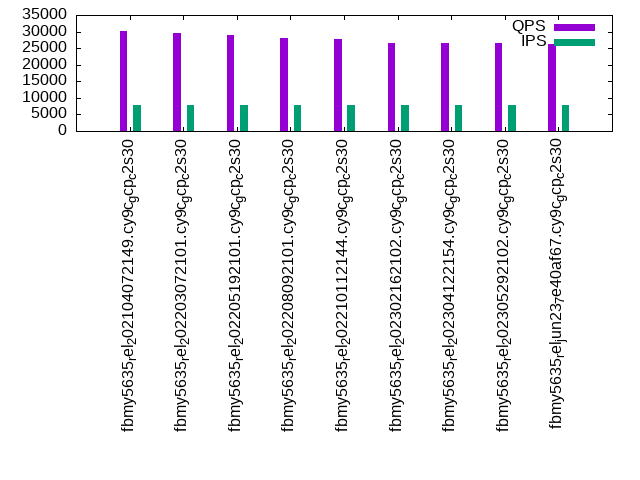 35000
30000
25000
20000
15000
10000
5000
0
QPS
IPS
fbmy5635rel202104072149.cy9cgcpc2s30
fbmy5635rel202203072101.cy9cgcpc2s30
fbmy5635rel202205192101.cy9cgcpc2s30
fbmy5635rel202208092101.cy9cgcpc2s30
fbmy5635rel202210112144.cy9cgcpc2s30
fbmy5635rel202302162102.cy9cgcpc2s30
fbmy5635rel202304122154.cy9cgcpc2s30
fbmy5635rel202305292102.cy9cgcpc2s30
fbmy5635reljun237e40af67.cy9cgcpc2s30